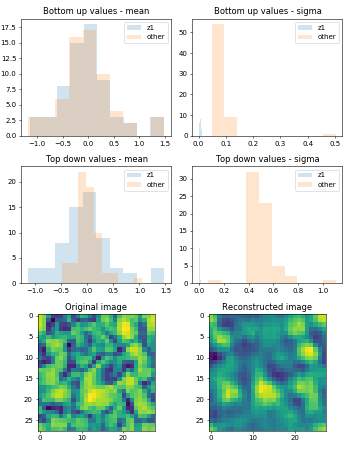 Bottom up values - mean
17.5
15.0
12.5
10.0
7.5
5.0
2.5
0.0
−1.0 −0.5 0.0 0.5 1.0 1.5
z1
other
Bottom up values - sigma
50
40
30
20
10
0
0.0 0.1 0.2 0.3 0.4 0.5
z1
other
Top down values - mean
20
15
10
5
0
−1.0 −0.5 0.0 0.5 1.0 1.5
z1
other
Top down values - sigma
30
25
20
15
10
5
0
0.0 0.2 0.4 0.6 0.8 1.0
z1
other
Original image
0
5
10
15
20
25
0 10 20
Reconstructed image
0
5
10
15
20
25
0 10 20